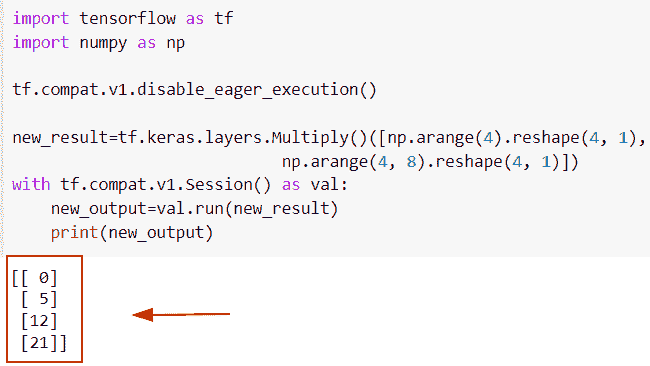 import tensorflow as tf
import numpy as np
tf.compat.v1.disable_eager_execution()
new_result=tf.keras.layers.Multiply()([np.arange(4).reshape(4, 1),
np.arange(4, 8).reshape(4, 1)])
with tf.compat.v1.Session() as val:
new_output=val.run(new_result)
print(new_output)
[[ 0]
[ 5]
[12]
[21]]